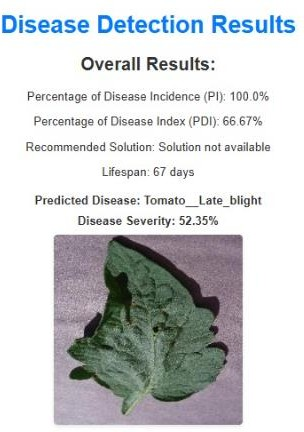 Disease Detection Results
Overall Results:
Percentage of Disease Incidence (PI): 100.0%
Percentage of Disease Index (PDI): 66.67%
Recommended Solution: Solution not available
Lifespan: 67 days
Predicted Disease: Tomato__Late_blight
Disease Severity: 52.35%